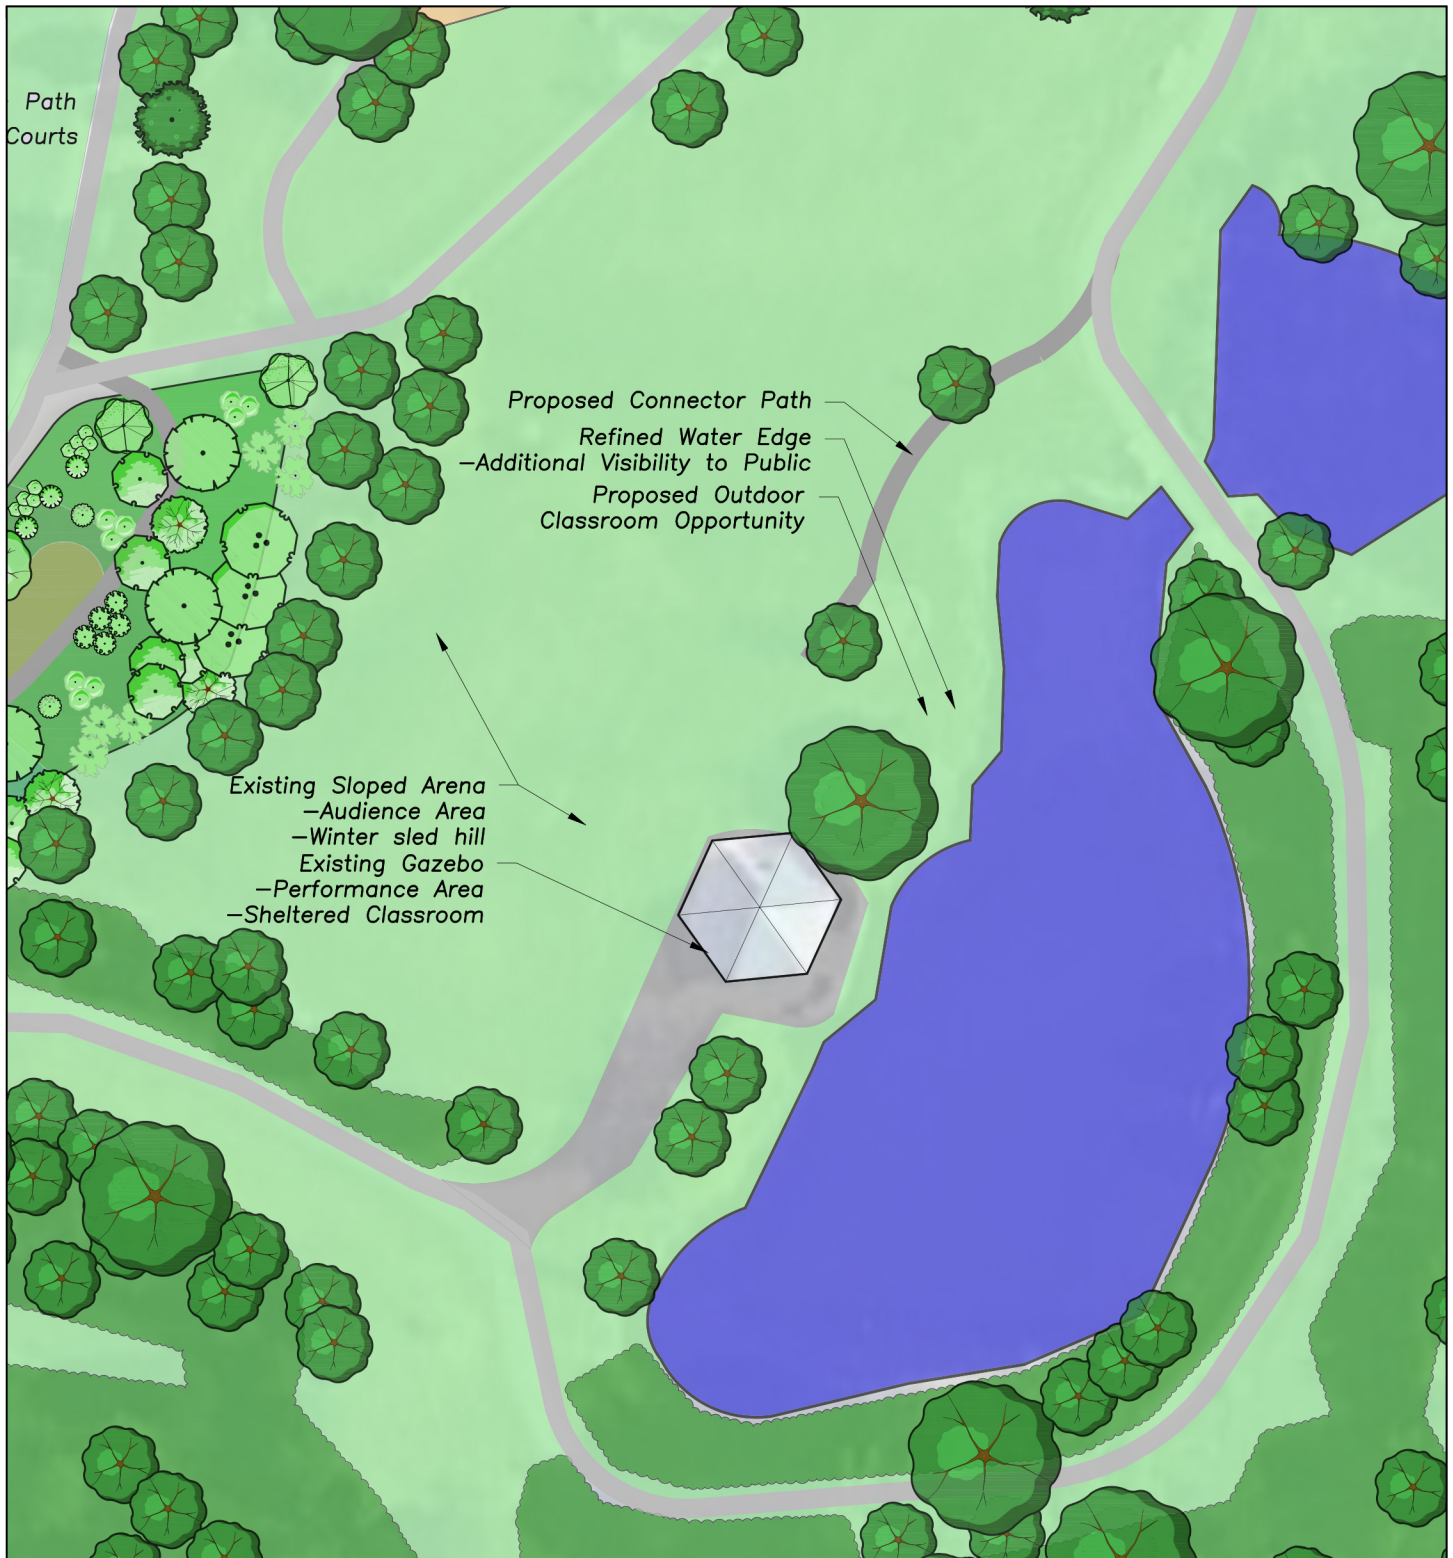 Path
Courts
Proposed Connector Path
Refined Water Edge
–Additional Visibility to Public
Proposed Outdoor
Classroom Opportunity
Existing Sloped Arena
–Audience Area
–Winter sled hill
Existing Gazebo
–Performance Area
–Sheltered Classroom